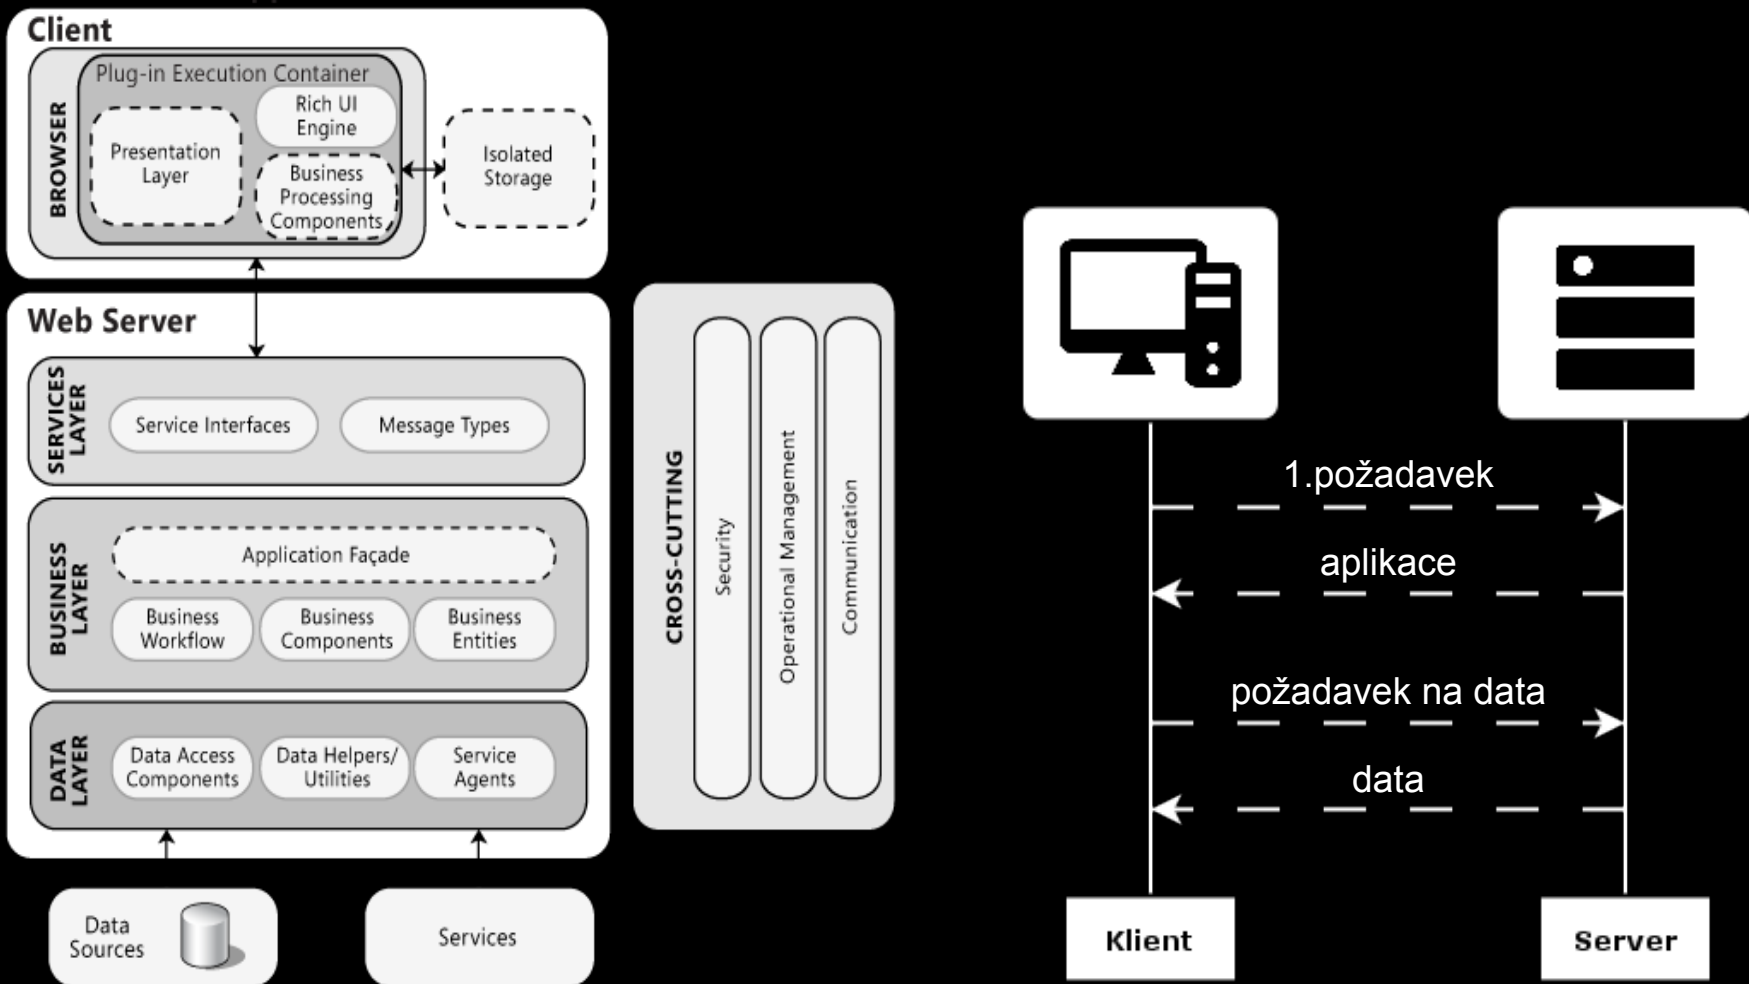 Client
Plug-in Execution Container
BROWSER
Presentation
Layer
Rich UI
Engine
Business
Processing
Components
Isolated
Storage
Web Server
SERVICES
LAYER
Service Interfaces
Message Types
BUSINESS
LAYER
Application Façade
Business
Workflow
Business
Components
Business
Entities
DATA
LAYER
Data Access
Components
Data Helpers/
Utilities
Service
Agents
Data
Sources
Services
CROSS-CUTTING
Security
Operational Management
Communication
1.požadavek
aplikace
požadavek na data
data
Klient
Server